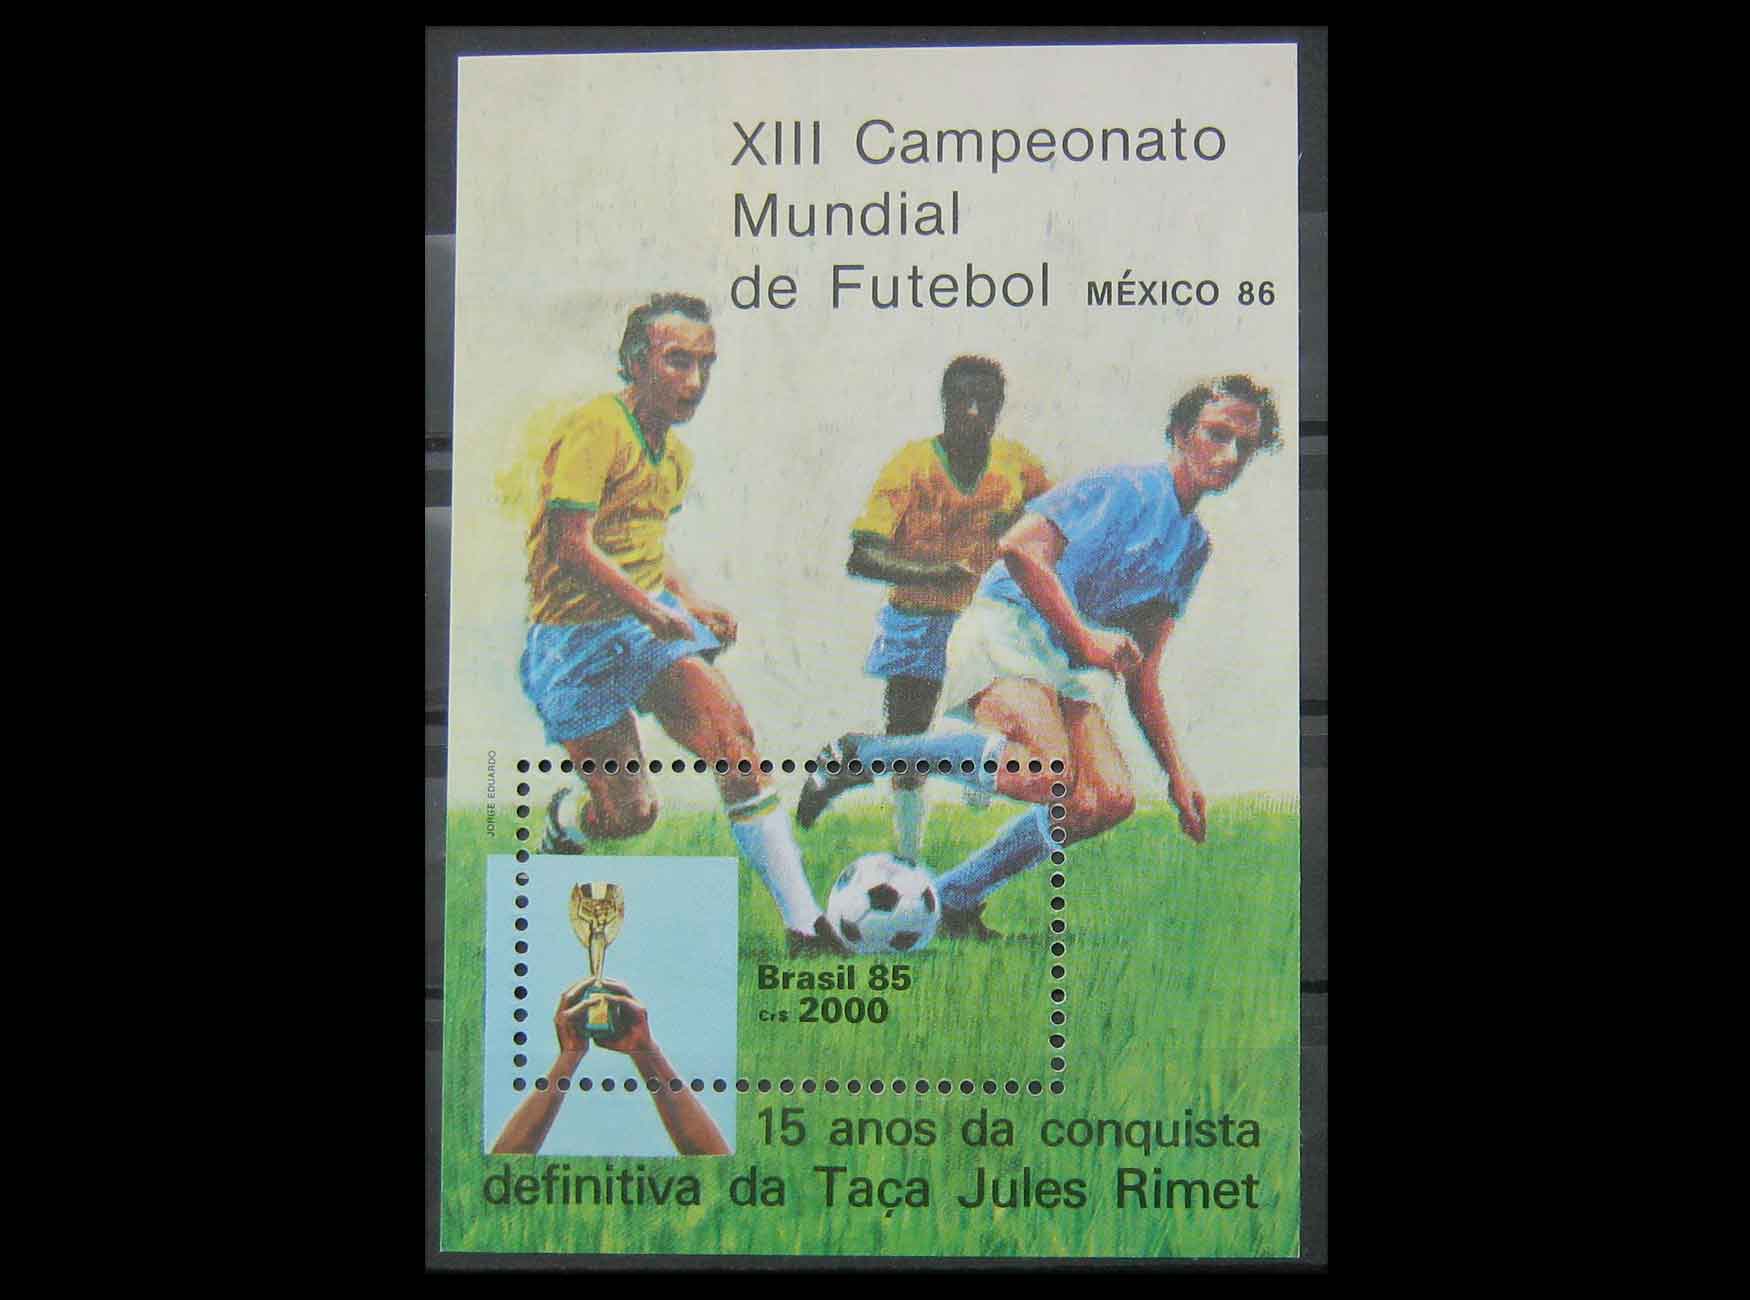 XIII Campeonato
Mundial
de Futebol MÉXICO 86
JORGE EDUARDO
Brasil 85
Cr$ 2000
15 anos da conquista
definitiva da Taça Jules Rimet